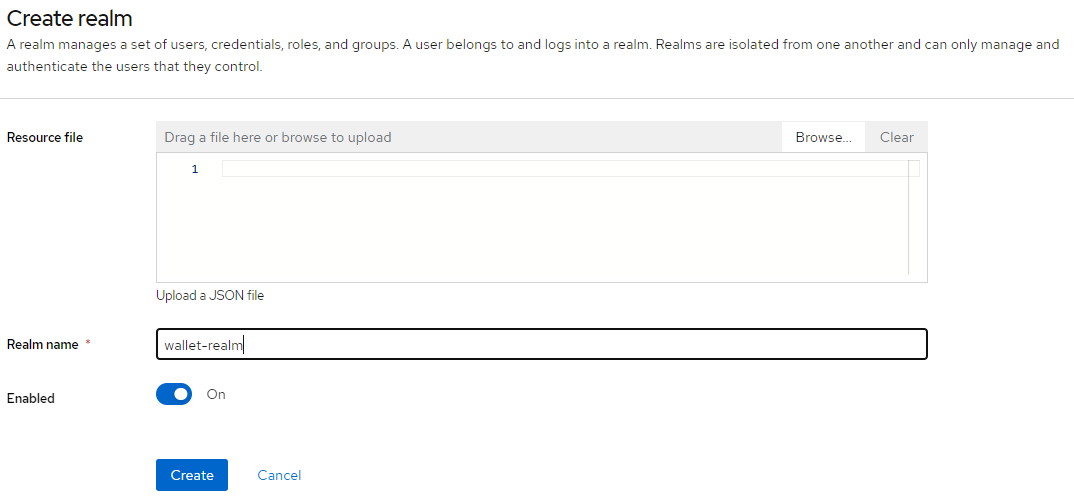 Create realm
A realm manages a set of users, credentials, roles, and groups. A user belongs to and logs into a realm. Realms are isolated from one another and can only manage and
authenticate the users that they control.
Resource file
Drag a file here or browse to upload
Browse...
Clear
1
Upload a JSON file
Realm name *
wallet-realm
Enabled
On
Create
Cancel